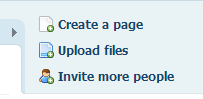 Create a page
Upload files
Invite more people